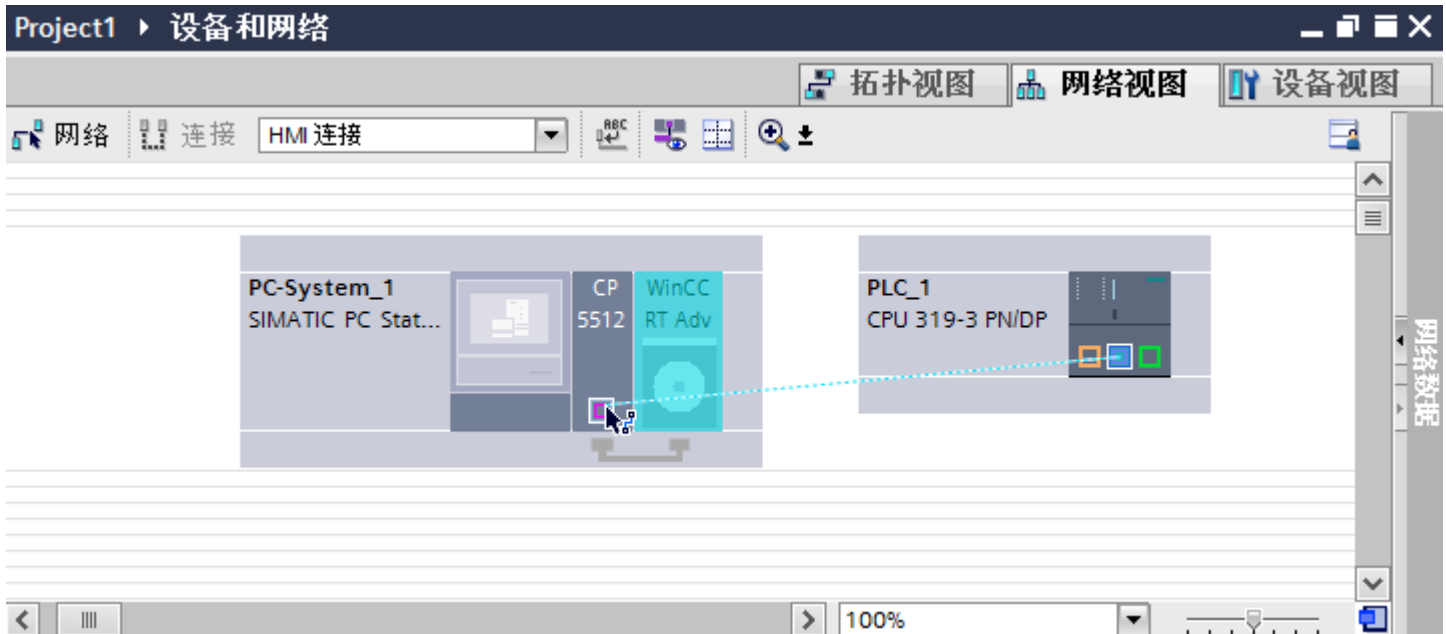 Project1 ▸ 设备和网络
拓扑视图 网络视图 设备视图
网络 连接 HMI 连接
ABC
PC-System_1
SIMATIC PC Stat...
CP
5512
WinCC
RT Adv
PLC_1
CPU 319-3 PN/DP
网络数据
100%